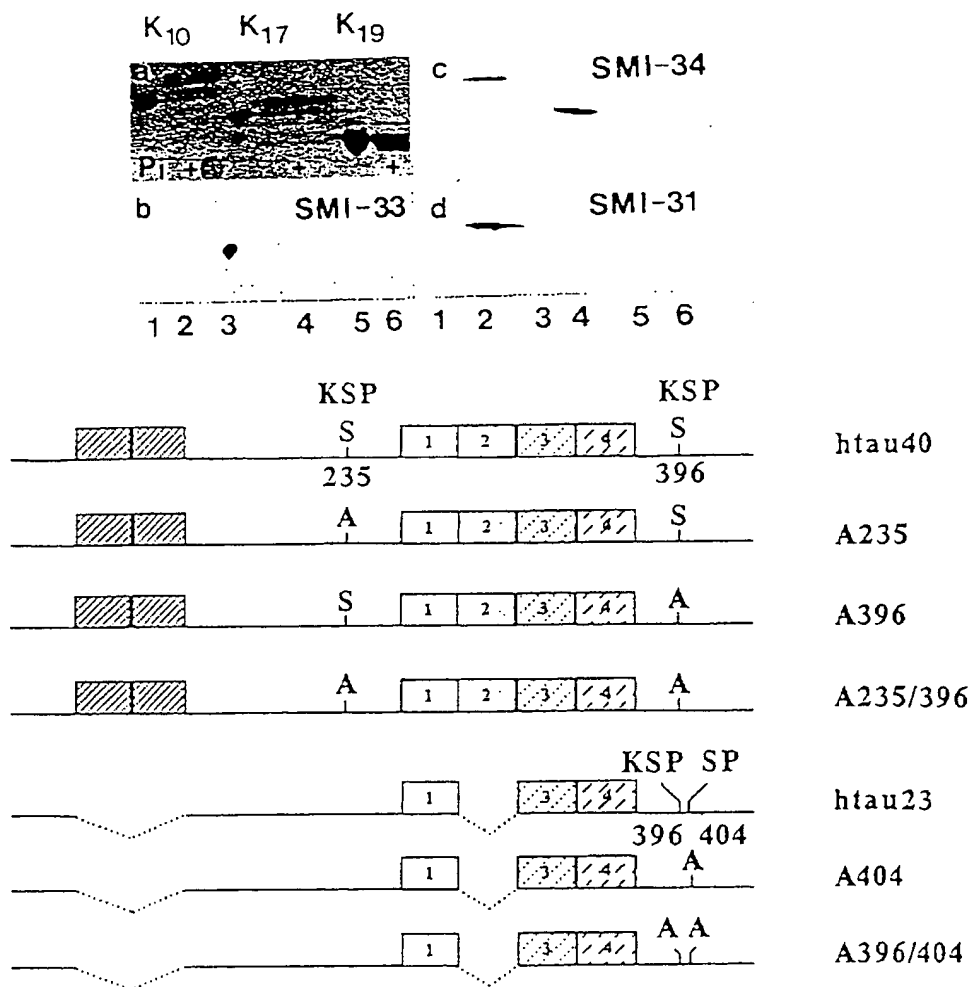 K10 K17 K19
a
c SMI-34
Pi + + +
b SMI-33
d SMI-31
1 2 3 4 5 6 1 2 3 4 5 6
KSP KSP
S 1 2 3 4 S htau40
235 396
A 1 2 3 4 S A235
S 1 2 3 4 A A396
A 1 2 3 4 A A235/396
KSP SP
1 3 4 htau23
396 404
A
1 3 4 A404
A A
1 3 4 A396/404